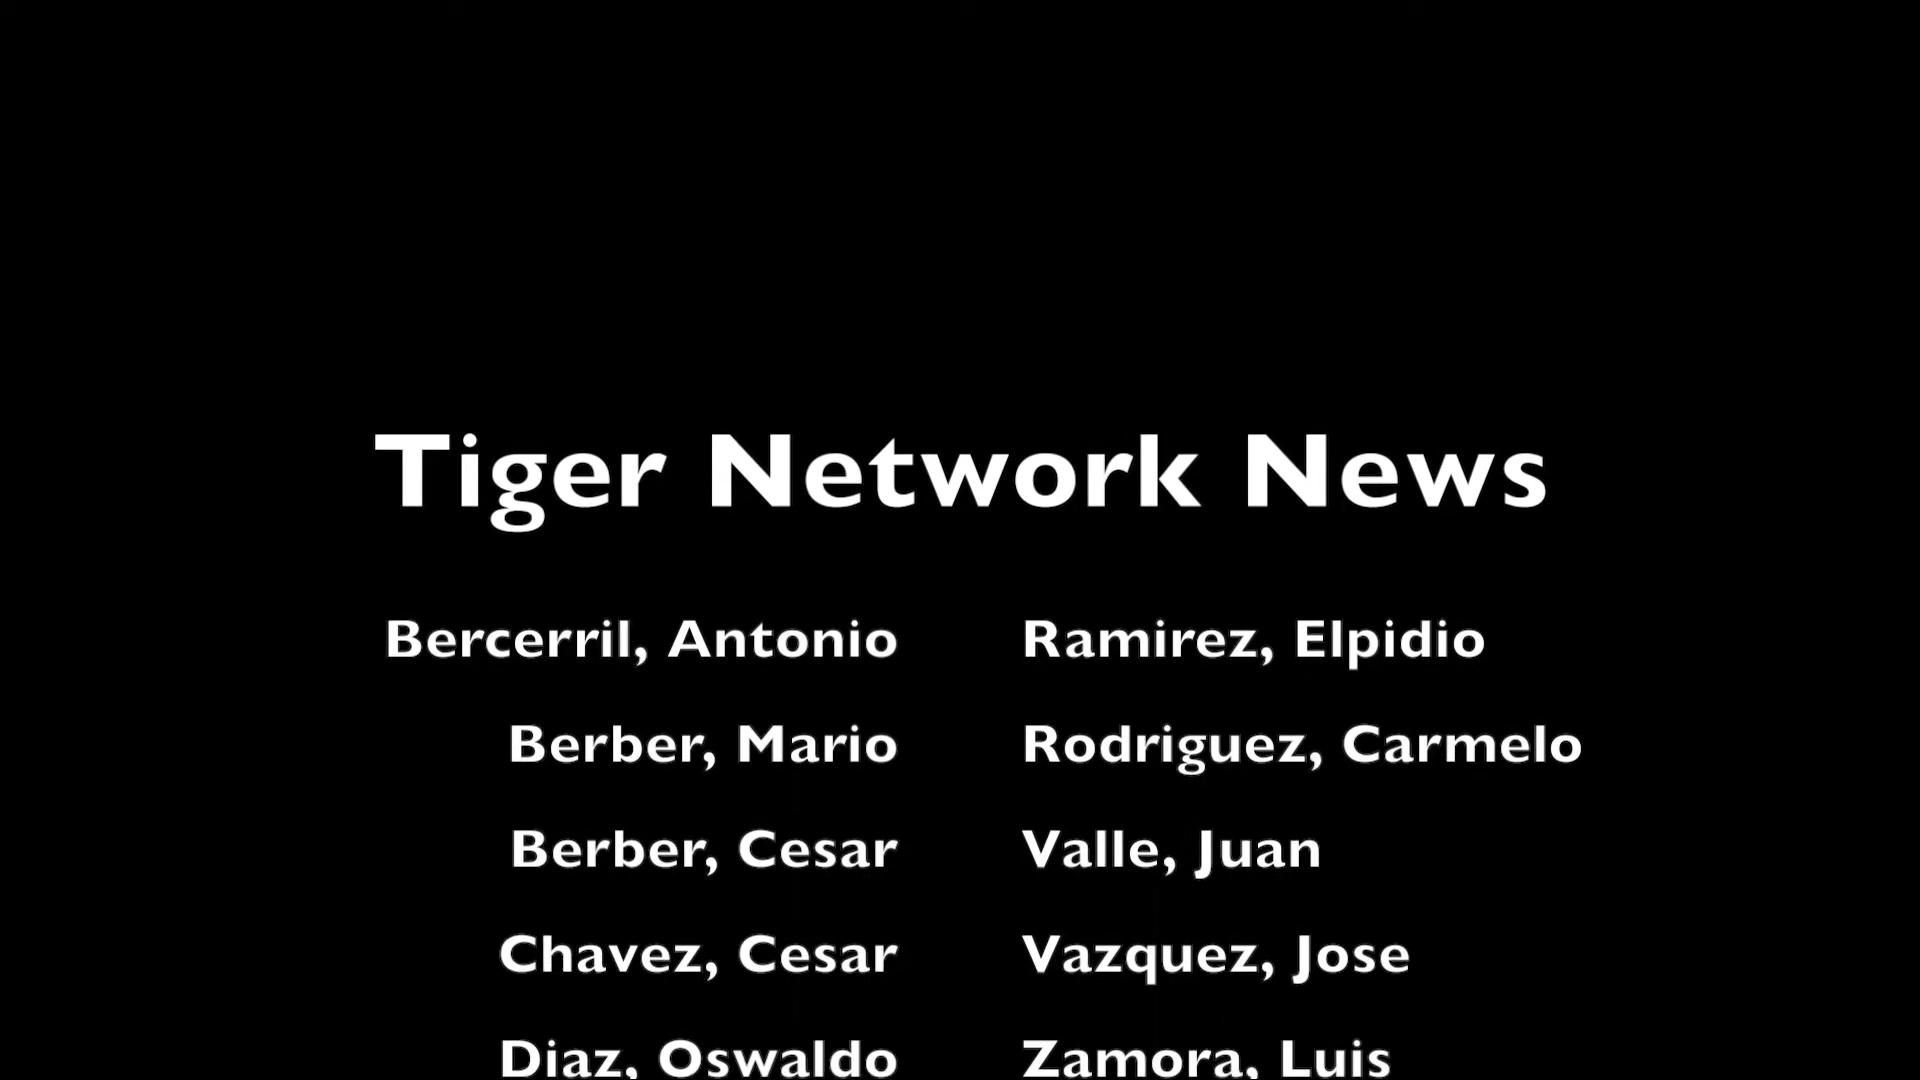 Tiger Network News
Bercerril, Antonio Ramirez, Elpidio
Berber, Mario Rodriguez, Carmelo
Berber, Cesar Valle, Juan
Chavez, Cesar Vazquez, Jose
Diaz, Oswaldo Zamora, Luis